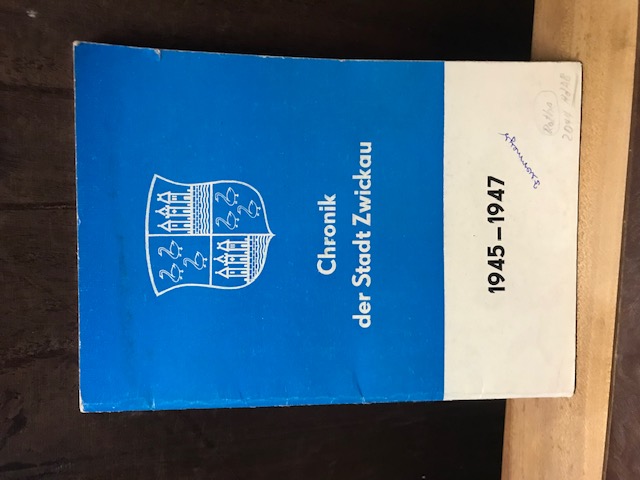 Chronik
der Stadt Zwickau
1945–1947